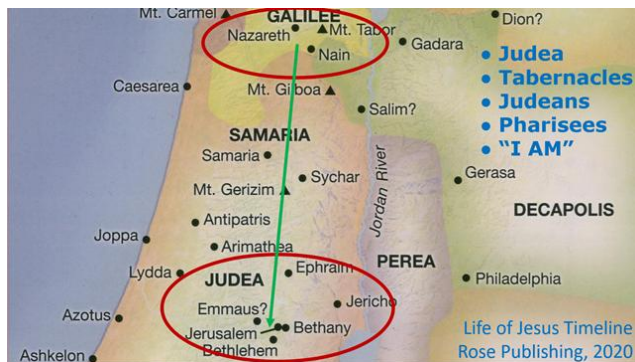 Mt. Carmel
GALILEE
Dion?
Nazareth
Mt. Tabor
Gadara
Nain
Caesarea
Mt. Gilboa
Salim?
SAMARIA
Samaria
Sychar
Gerasa
Mt. Gerizim
Jordan River
DECAPOLIS
Antipatris
Joppa
Arimathea
PEREA
Lydda
JUDEA
Ephraim
Philadelphia
Jericho
Azotus
Emmaus?
Jerusalem
Bethany
Bethlehem
Ashkelon
• Judea
• Tabernacles
• Judeans
• Pharisees
• “I AM”
Life of Jesus Timeline
Rose Publishing, 2020